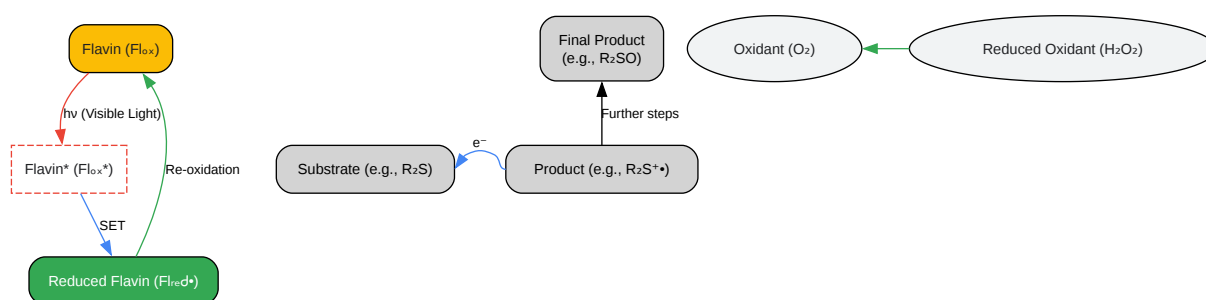 Flavin (Flₒₓ)
hν (Visible Light)
Flavin* (Flₒₓ*)
SET
Re-oxidation
Reduced Flavin (Flᵣₑd•)
Substrate (e.g., R₂S)
e⁻
Product (e.g., R₂S⁺•)
Further steps
Final Product
(e.g., R₂SO)
Oxidant (O₂)
Reduced Oxidant (H₂O₂)